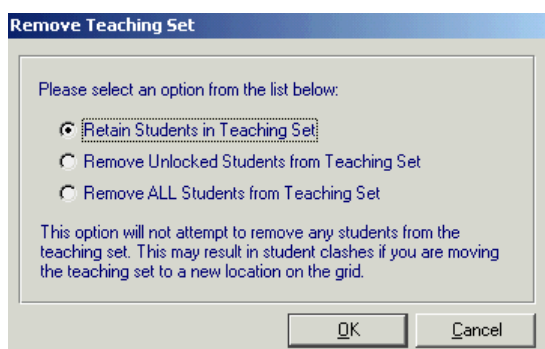 Remove Teaching Set
Please select an option from the list below:
Retain Students in Teaching Set
Remove Unlocked Students from Teaching Set
Remove ALL Students from Teaching Set
This option will not attempt to remove any students from the
teaching set. This may result in student clashes if you are moving
the teaching set to a new location on the grid.
OK
Cancel